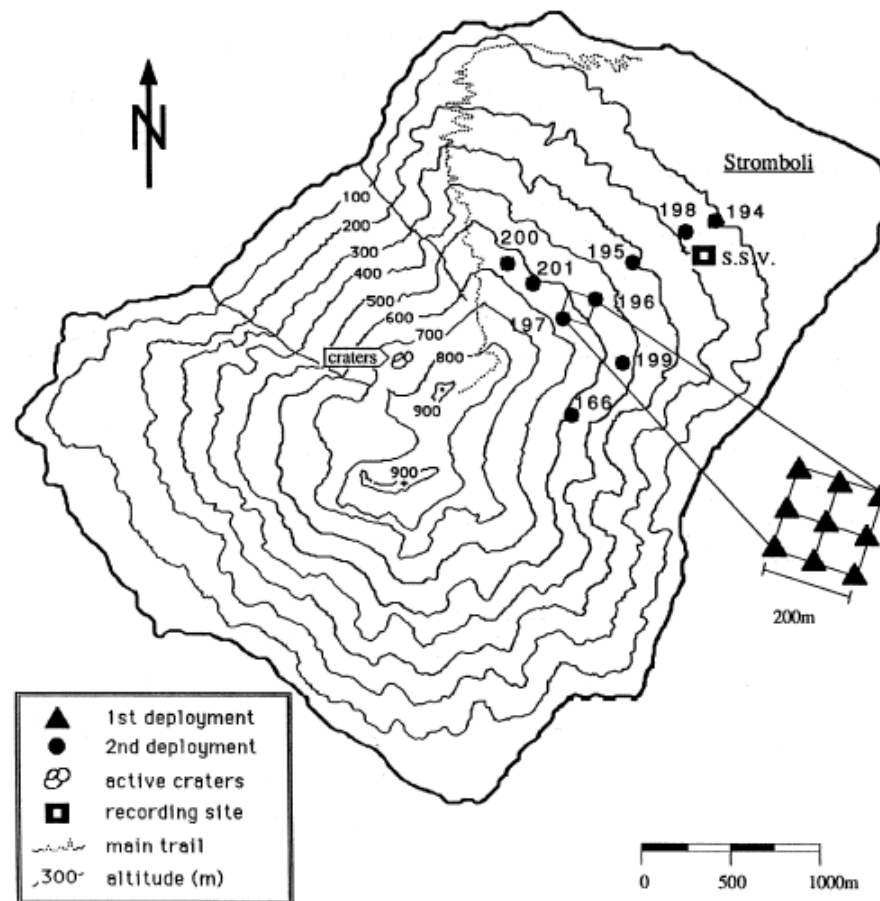 N
Stromboli
100
200
300
400
500
600
700
800
900
900
craters
198
194
S.S.V.
200
195
201
196
197
199
166
200m
1st deployment
2nd deployment
active craters
recording site
main trail
300 altitude (m)
0 500 1000m